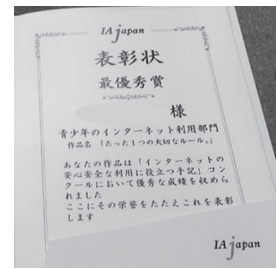 IAjapan
表彰状
最優秀賞
様
青少年のインターネット利用部門
作品名 「たった1つの大切なルール。」
あなたの作品は「インターネットの
安心安全な利用に役立つ手記」コン
クールにおいて優秀な成績を収めら
れました
ここにその栄誉をたたえこれを表彰
します
IAjapan